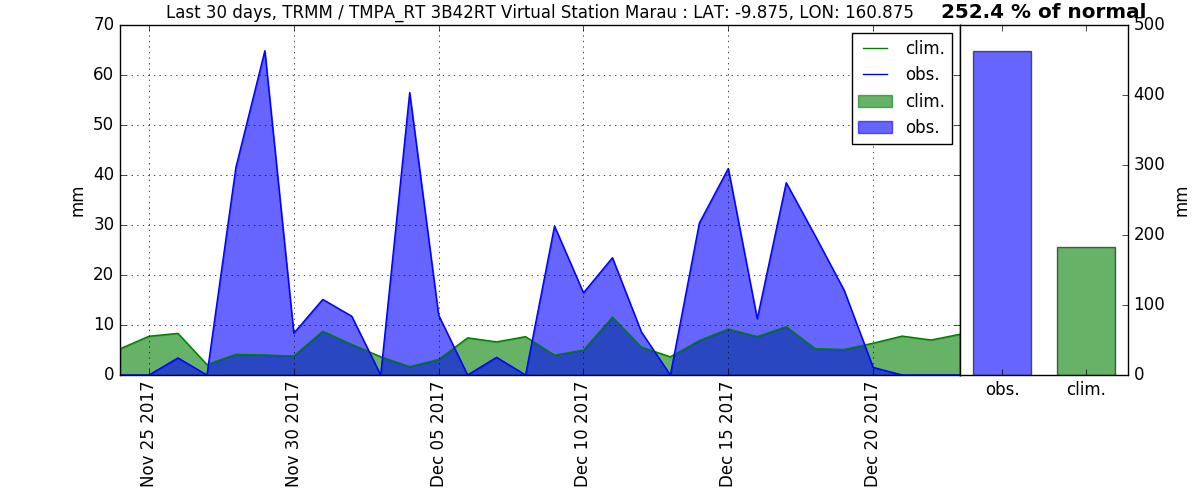 Last 30 days, TRMM / TMPA_RT 3B42RT Virtual Station Marau : LAT: -9.875, LON: 160.875
252.4 % of normal
70
60
50
40
30
20
10
0
mm
clim.
obs.
clim.
obs.
500
400
300
200
100
0
mm
obs.
clim.
Nov 25 2017
Nov 30 2017
Dec 05 2017
Dec 10 2017
Dec 15 2017
Dec 20 2017